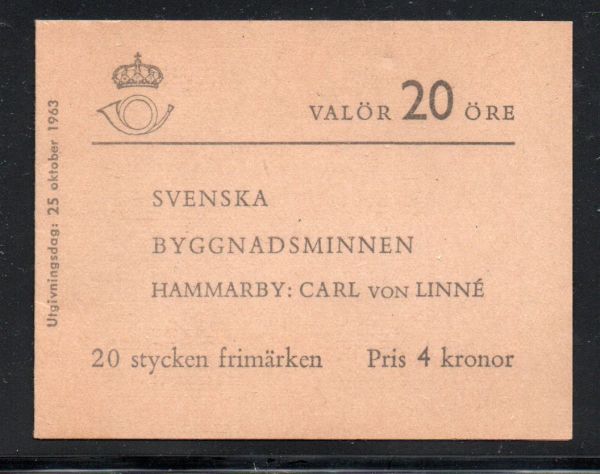 Utgivningsdag: 25 oktober 1963
VALÖR 20 ÖRE
SVENSKA
BYGGNADSMINNEN
HAMMARBY: CARL VON LINNÉ
20 stycken frimärken Pris 4 kronor